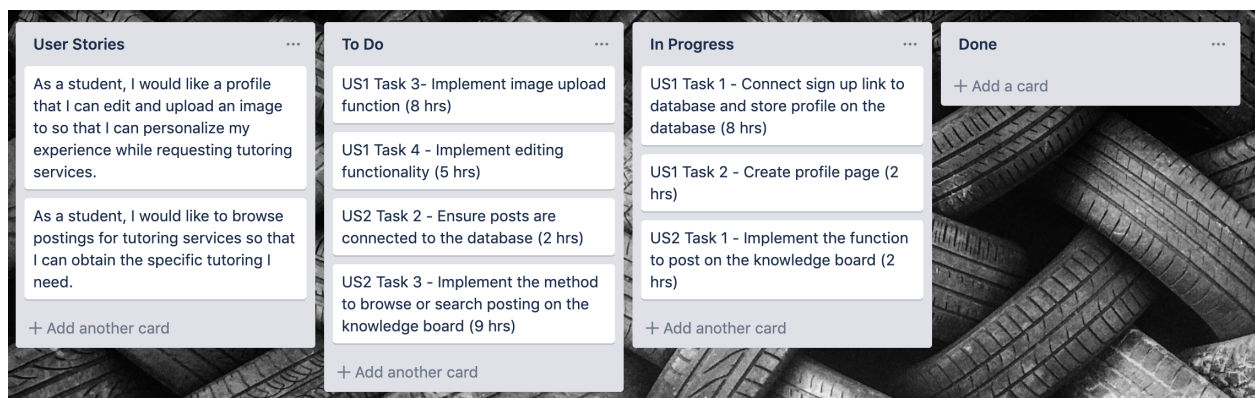 User Stories
As a student, I would like a profile
that I can edit and upload an image
to so that I can personalize my
experience while requesting tutoring
services.
As a student, I would like to browse
postings for tutoring services so that
I can obtain the specific tutoring I
need.
+ Add another card
To Do
US1 Task 3- Implement image upload
function (8 hrs)
US1 Task 4 - Implement editing
functionality (5 hrs)
US2 Task 2 - Ensure posts are
connected to the database (2 hrs)
US2 Task 3 - Implement the method
to browse or search posting on the
knowledge board (9 hrs)
+ Add another card
In Progress
US1 Task 1 - Connect sign up link to
database and store profile on the
database (8 hrs)
US1 Task 2 - Create profile page (2
hrs)
US2 Task 1 - Implement the function
to post on the knowledge board (2
hrs)
+ Add another card
Done
+ Add a card